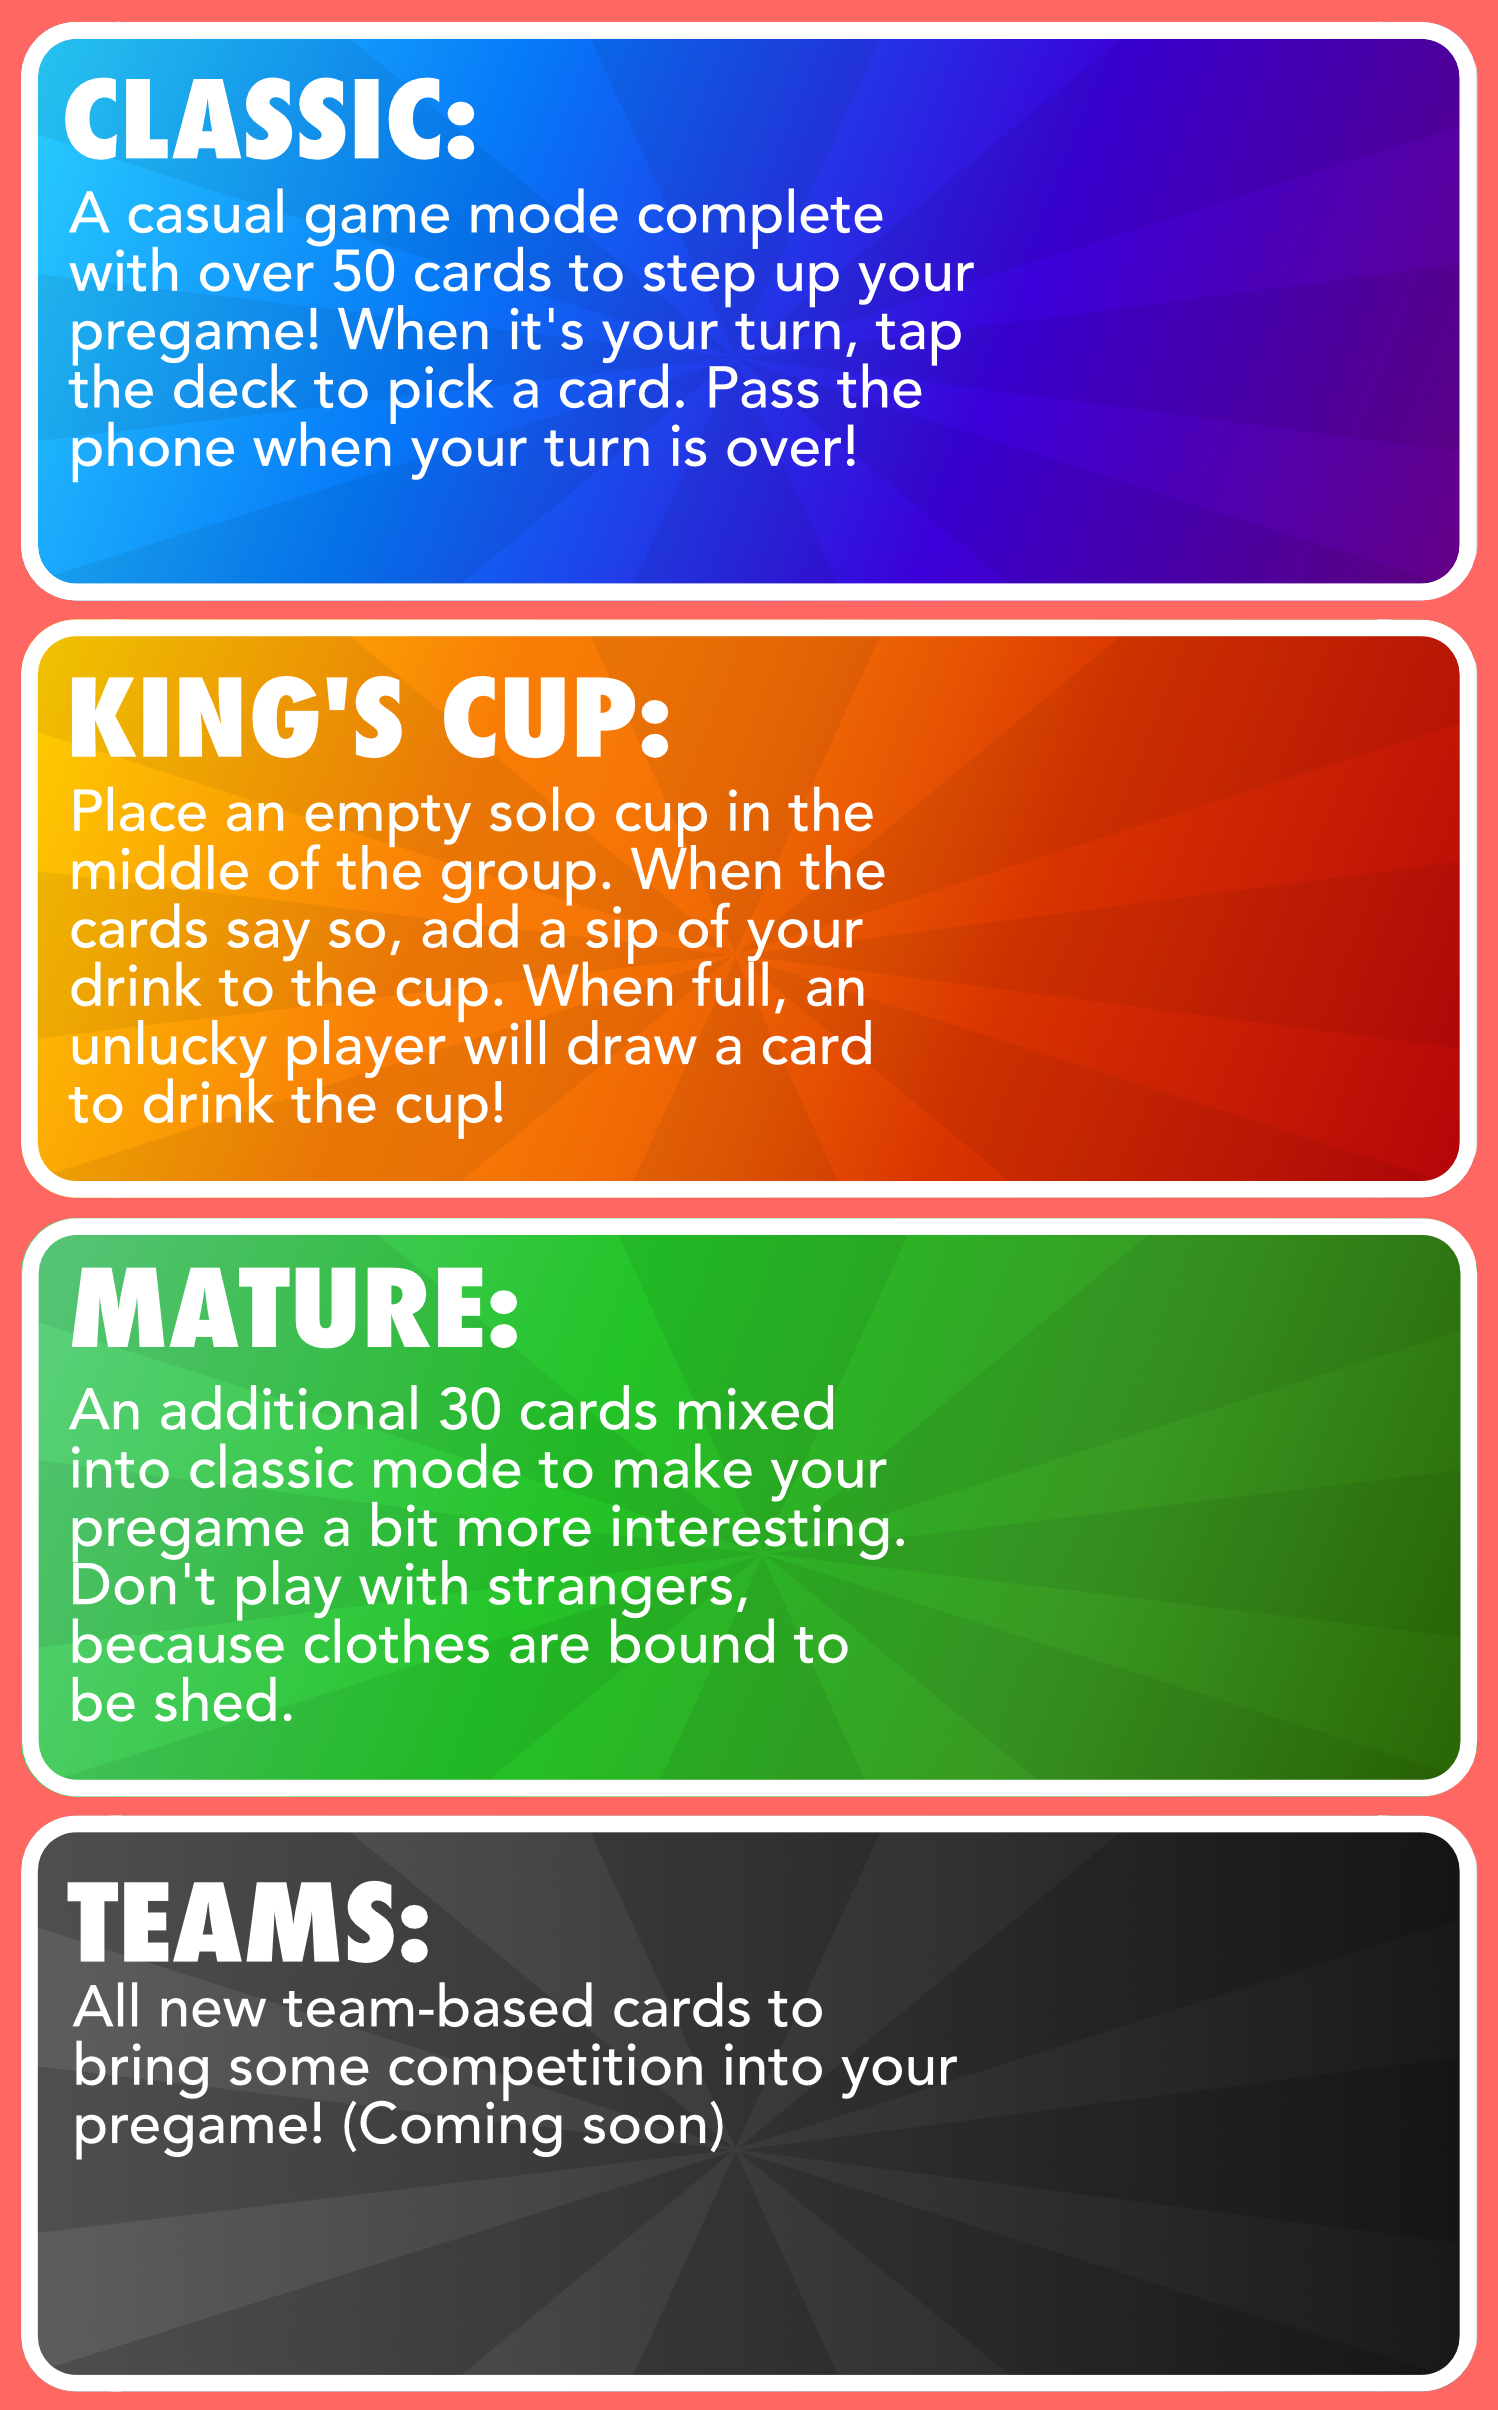 CLASSIC:
A casual game mode complete
with over 50 cards to step up your
pregame! When it's your turn, tap
the deck to pick a card. Pass the
phone when your turn is over!
KING'S CUP:
Place an empty solo cup in the
middle of the group. When the
cards say so, add a sip of your
drink to the cup. When full, an
unlucky player will draw a card
to drink the cup!
MATURE:
An additional 30 cards mixed
into classic mode to make your
pregame a bit more interesting.
Don't play with strangers,
because clothes are bound to
be shed.
TEAMS:
All new team-based cards to
bring some competition into your
pregame! (Coming soon)